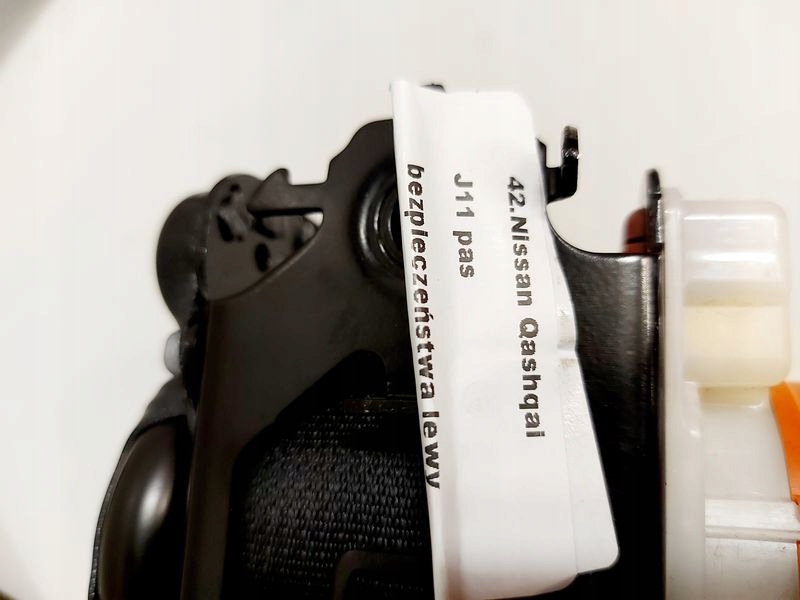 42.Nissan Qashqai
J11 pas
bezpieczeństwa lewy